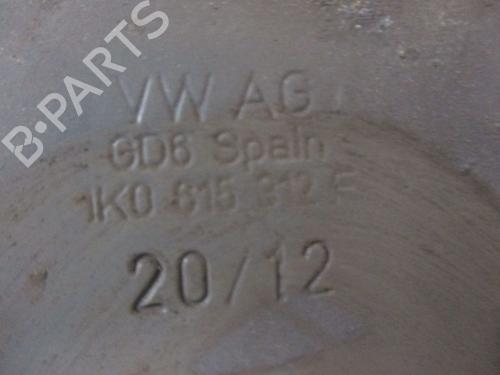 B-PARTS
VW AG
GD6 Spain
1K0 615 312 F
20/12